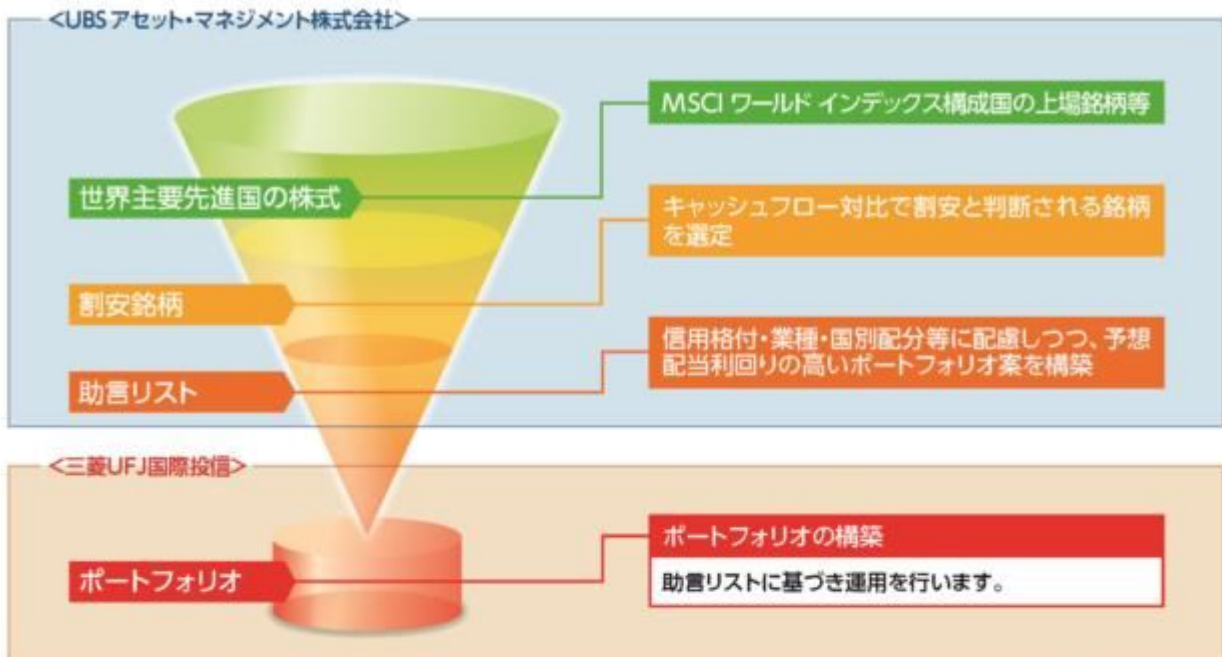 <UBSアセット・マネジメント株式会社>
MSCI ワールド インデックス構成国の上場銘柄等
世界主要先進国の株式
キャッシュフロー対比で割安と判断される銘柄
を選定
割安銘柄
信用格付・業種・国別配分等に配慮しつつ、予想
配当利回りの高いポートフォリオ案を構築
助言リスト
<三菱UFJ国際投信>
ポートフォリオの構築
ポートフォリオ
助言リストに基づき運用を行います。